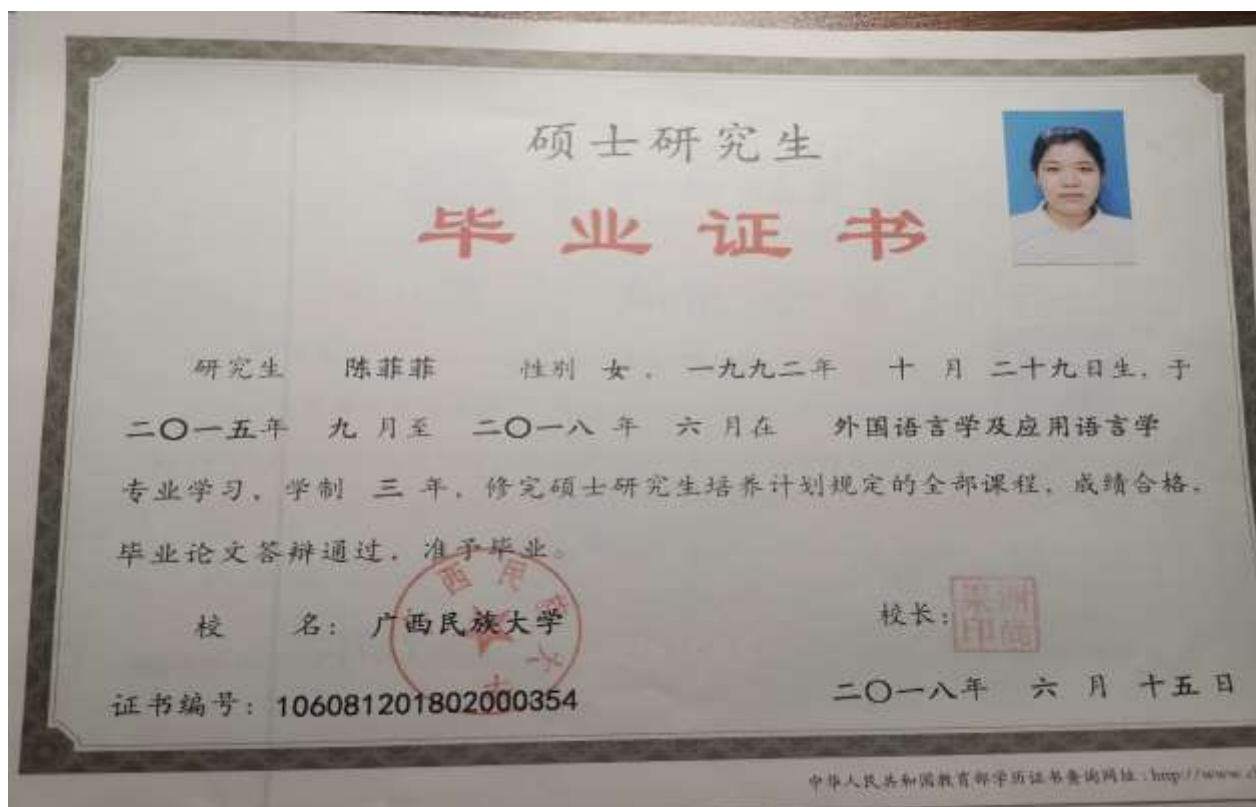 硕士研究生
毕业证书
研究生 陈菲菲 性别 女，一九九二年 十 月 二十九日生，于
二〇一五年 九 月至 二〇一八 年 六 月在 外国语言学及应用语言学
专业学习，学制 三 年，修完硕士研究生培养计划规定的全部课程，成绩合格，
毕业论文答辩通过，准予毕业。
校 名：广西民族大学
西民族大
校长：
证书编号：106081201802000354
二〇一八年 六 月 十五日
中华人民共和国教育部学历证书查询网址：http://www.